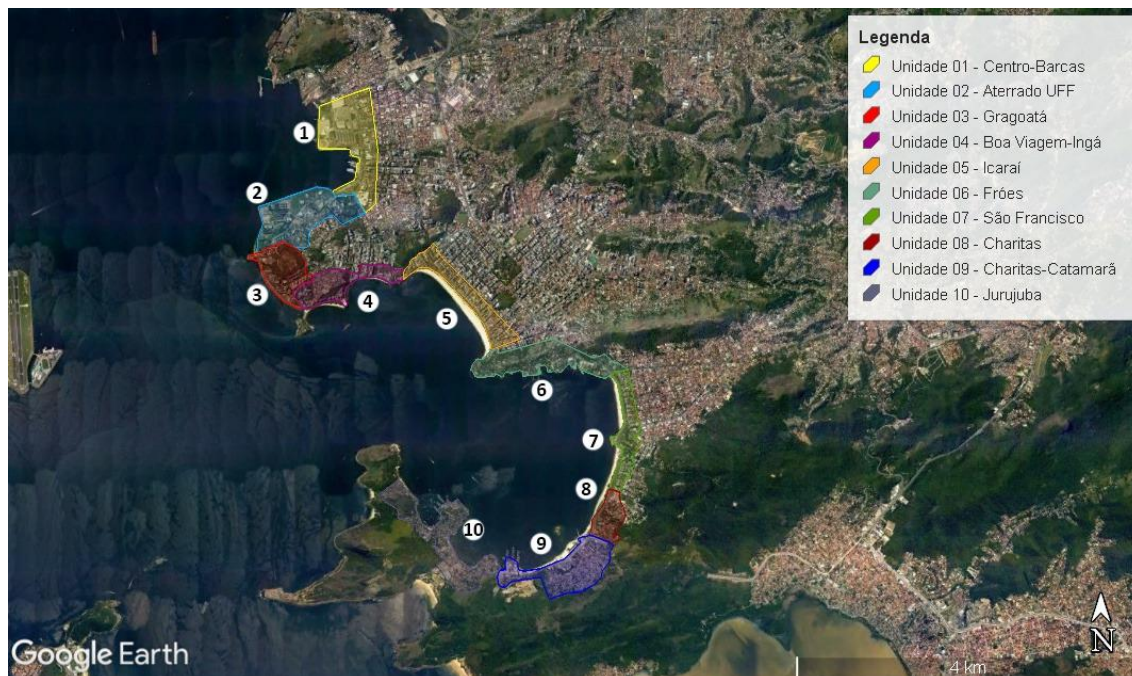 Legenda
Unidade 01 - Centro-Barcas
Unidade 02 - Aterrado UFF
Unidade 03 - Gragoatá
Unidade 04 - Boa Viagem-Ingá
Unidade 05 - Icaraí
Unidade 06 - Fróes
Unidade 07 - São Francisco
Unidade 08 - Charitas
Unidade 09 - Charitas-Catamarã
Unidade 10 - Jurujuba
1
2
3
4
5
6
7
8
9
10
N
Google Earth
4 km